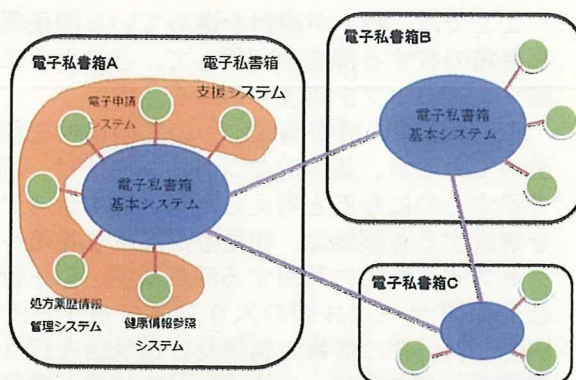 電子私書箱A
電子私書箱
支援システム
電子申請
システム
電子私書箱
基本システム
処方薬歴情報
管理システム
健康情報参照
システム
電子私書箱B
電子私書箱
基本システム
電子私書箱C